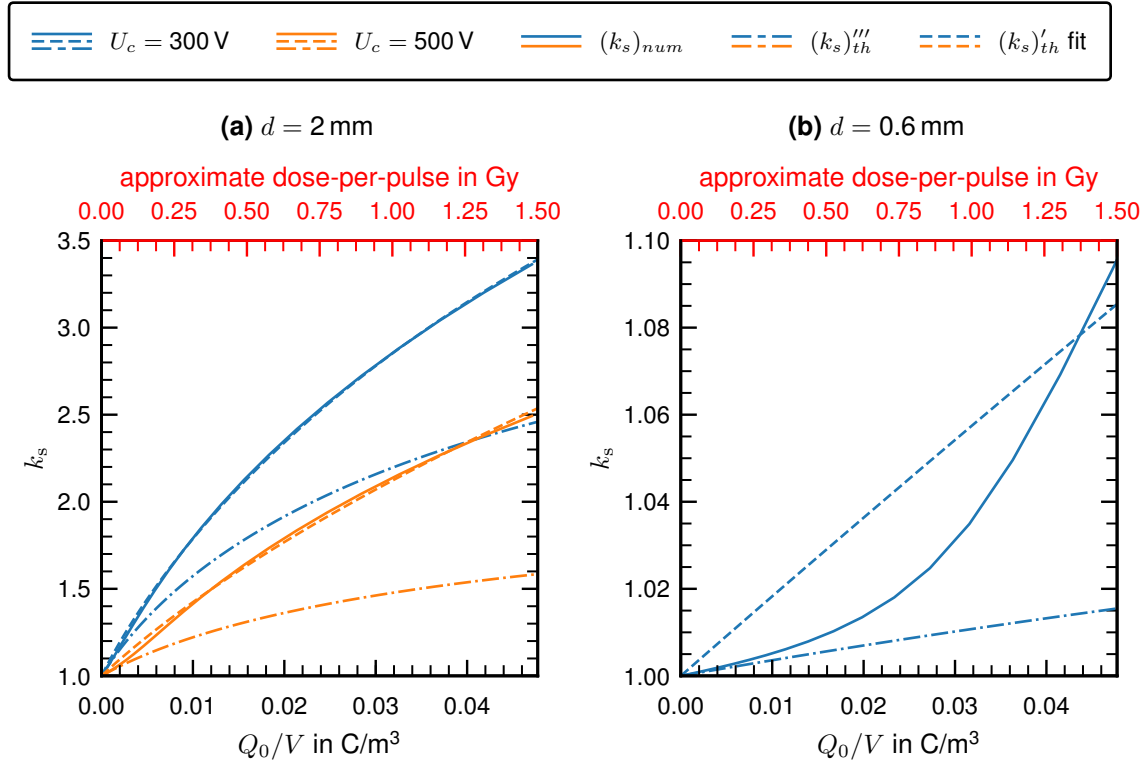 U_c = 300 V U_c = 500 V (k_s)_{num} (k_s)'''_{th} (k_s)'_{th} fit
(a) d = 2 mm
approximate dose-per-pulse in Gy
0.00 0.25 0.50 0.75 1.00 1.25 1.50
3.5
3.0
2.5
2.0
1.5
1.0
k_s
0.00 0.01 0.02 0.03 0.04
Q_0/V in C/m³
(b) d = 0.6 mm
approximate dose-per-pulse in Gy
0.00 0.25 0.50 0.75 1.00 1.25 1.50
1.10
1.08
1.06
1.04
1.02
1.00
k_s
0.00 0.01 0.02 0.03 0.04
Q_0/V in C/m³